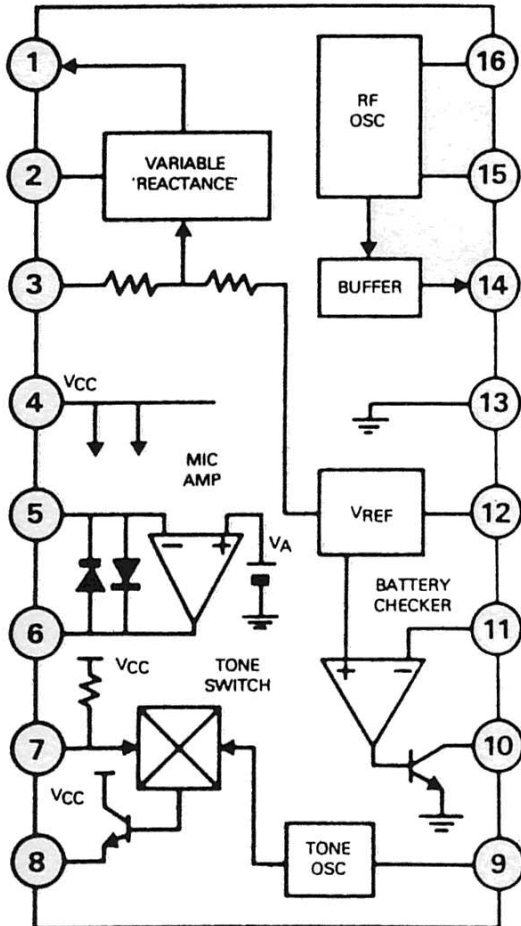 1
16
RF
OSC
VARIABLE
'REACTANCE'
2
15
3
BUFFER
14
4
VCC
13
MIC
AMP
5
- +
VA
VREF
12
BATTERY
CHECKER
6
11
+ -
VCC
TONE
SWITCH
7
10
VCC
8
TONE
OSC
9